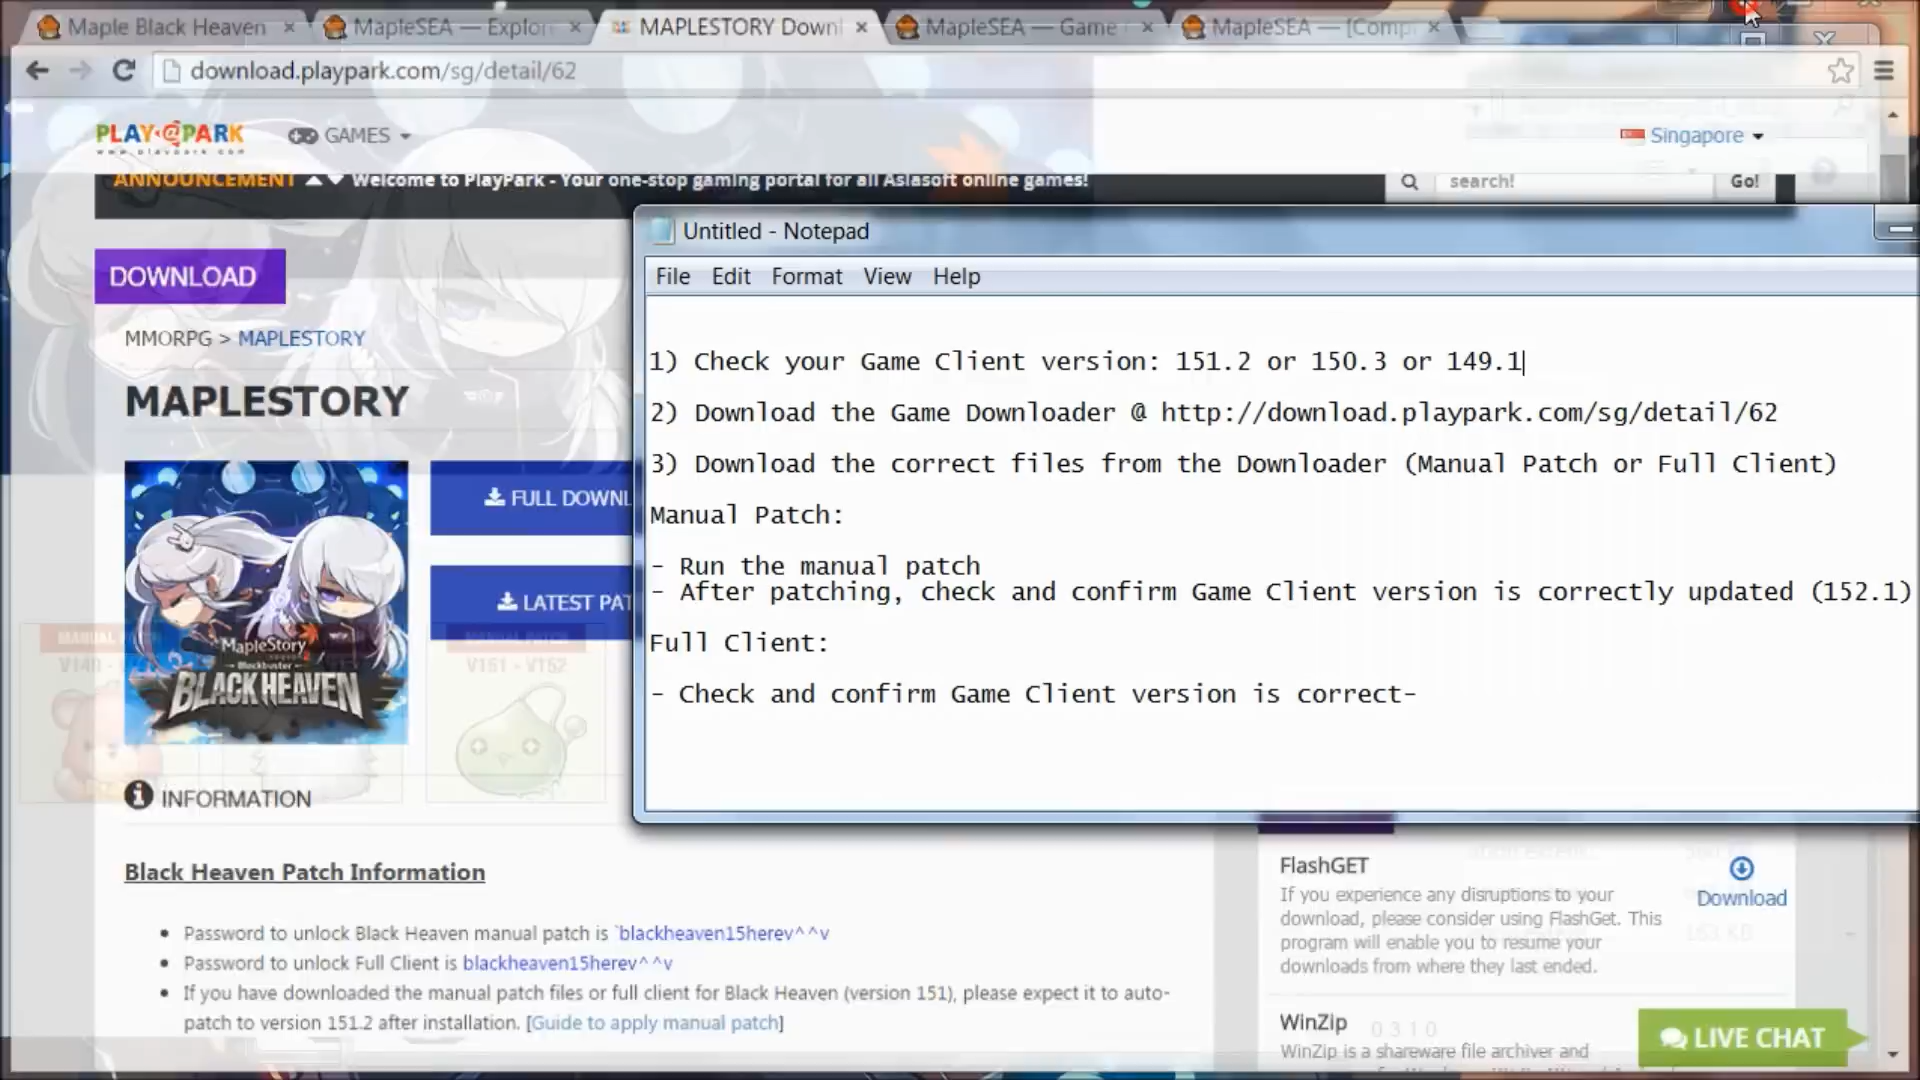 Maple Black Heaven
MapleSEA — Explor
MAPLESTORY Downl
MapleSEA — Game
MapleSEA — [Comp
download.playpark.com/sg/detail/62
PLAY@PARK
www.playpark.com
GAMES
Singapore
ANNOUNCEMENT
Welcome to PlayPark - Your one-stop gaming portal for all Asiasoft online games!
search!
Go!
Untitled - Notepad
File Edit Format View Help
1) Check your Game Client version: 151.2 or 150.3 or 149.1
2) Download the Game Downloader @ http://download.playpark.com/sg/detail/62
3) Download the correct files from the Downloader (Manual Patch or Full Client)
Manual Patch:
- Run the manual patch
- After patching, check and confirm Game Client version is correctly updated (152.1)
Full Client:
- Check and confirm Game Client version is correct-
DOWNLOAD
MMORPG > MAPLESTORY
MAPLESTORY
FULL DOWNL
LATEST PAT
MapleStory
Blockbuster
BLACK HEAVEN
V151 - V152
INFORMATION
Black Heaven Patch Information
Password to unlock Black Heaven manual patch is `blackheaven15herev^^v
Password to unlock Full Client is blackheaven15herev^^v
If you have downloaded the manual patch files or full client for Black Heaven (version 151), please expect it to auto-
patch to version 151.2 after installation. [Guide to apply manual patch]
FlashGET
If you experience any disruptions to your
download, please consider using FlashGet. This
program will enable you to resume your
downloads from where they last ended.
Download
WinZip
WinZip is a shareware file archiver and
LIVE CHAT